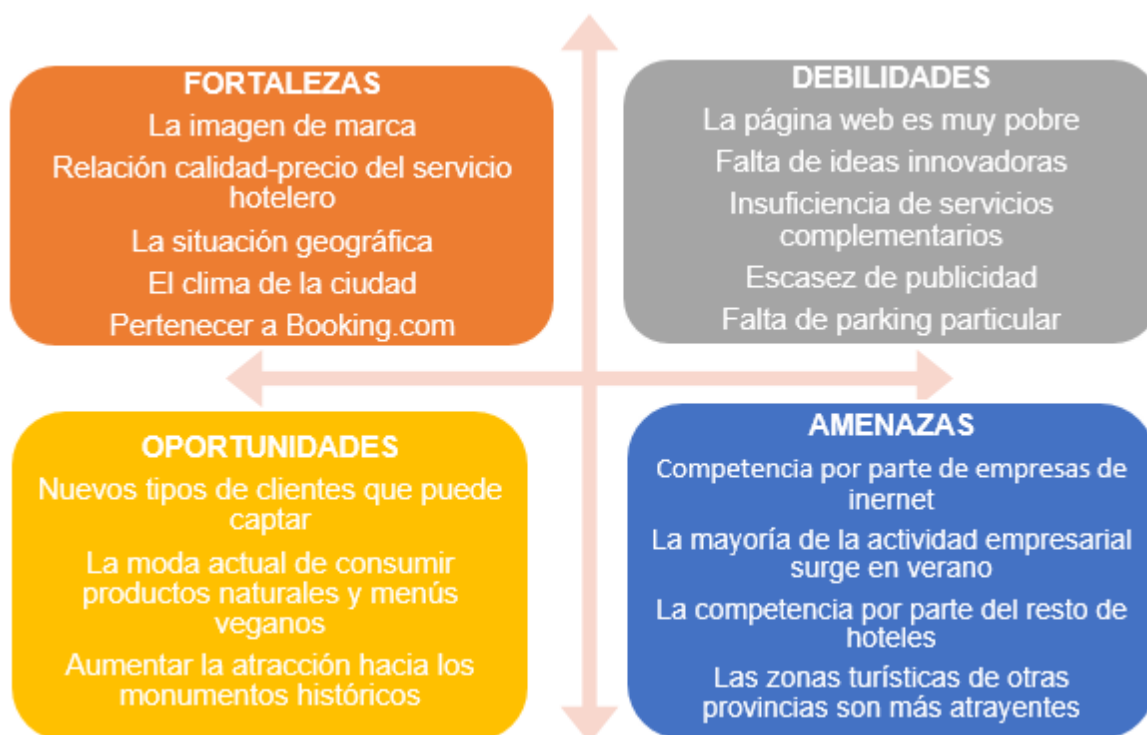 FORTALEZAS
La imagen de marca
Relación calidad-precio del servicio
hotelero
La situación geográfica
El clima de la ciudad
Pertenecer a Booking.com
DEBILIDADES
La página web es muy pobre
Falta de ideas innovadoras
Insuficiencia de servicios
complementarios
Escasez de publicidad
Falta de parking particular
OPORTUNIDADES
Nuevos tipos de clientes que puede
captar
La moda actual de consumir
productos naturales y menús
veganos
Aumentar la atracción hacia los
monumentos históricos
AMENAZAS
Competencia por parte de empresas de
inernet
La mayoría de la actividad empresarial
surge en verano
La competencia por parte del resto de
hoteles
Las zonas turísticas de otras
provincias son más atrayentes